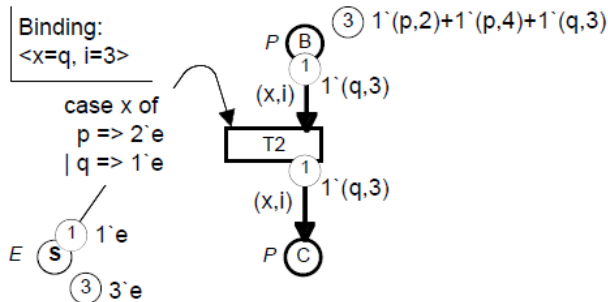 Binding:
<x=q, i=3>
P B 3 1`(p,2)+1`(p,4)+1`(q,3)
1
(x,i) 1`(q,3)
case x of
p => 2`e
| q => 1`e
T2
1
(x,i) 1`(q,3)
1 1`e
E S
P C
3 3`e